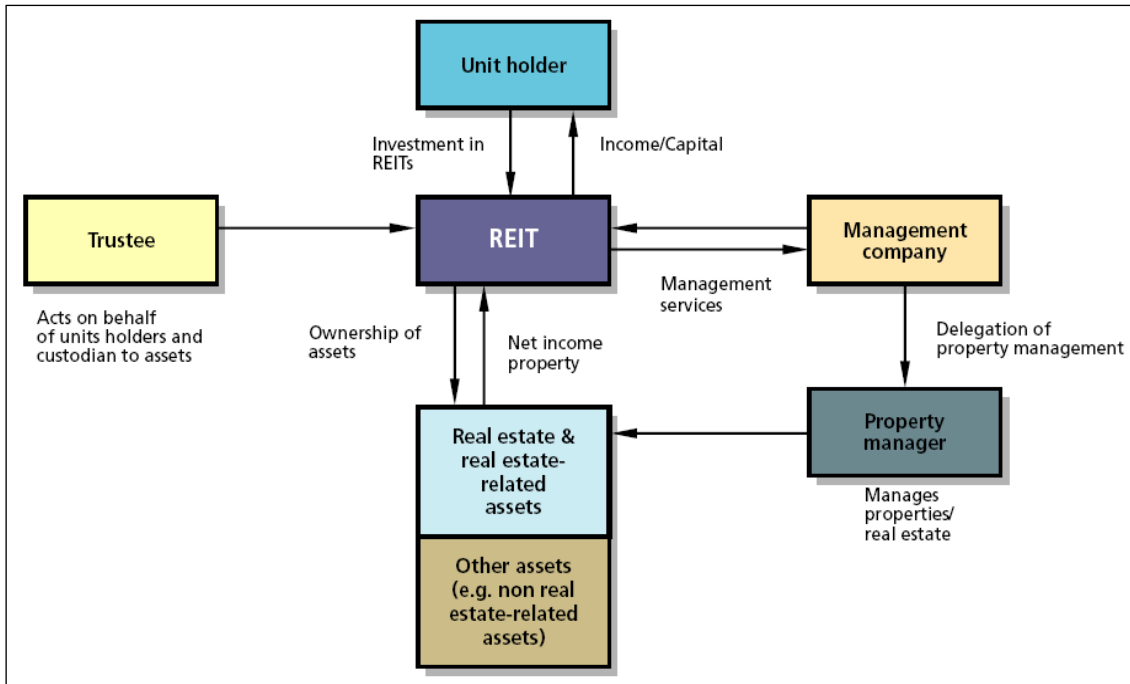 Unit holder
Investment in
REITs
Income/Capital
Trustee
REIT
Management
company
Management
services
Acts on behalf
of units holders and
custodian to assets
Ownership of
assets
Net income
property
Delegation of
property management
Real estate &
real estate-
related
assets
Property
manager
Manages
properties/
real estate
Other assets
(e.g. non real
estate-related
assets)